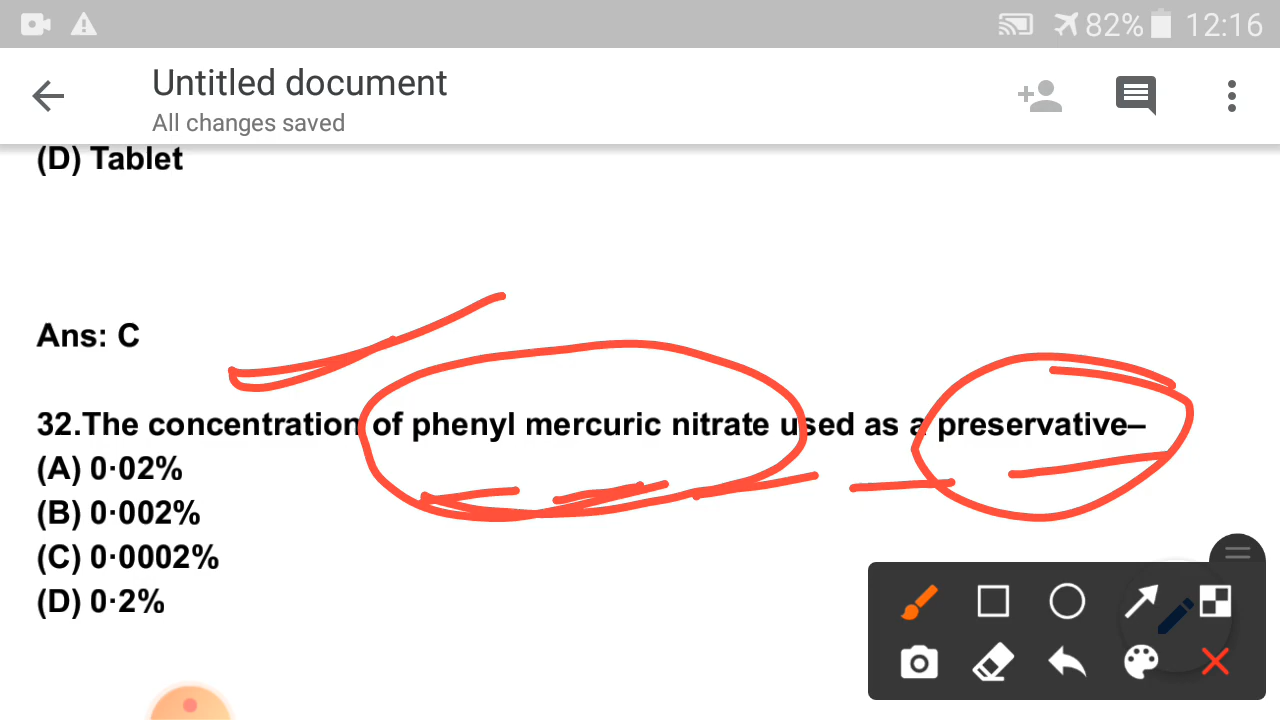 82% 12:16
Untitled document
All changes saved
(D) Tablet
Ans: C
32.The concentration of phenyl mercuric nitrate used as a preservative–
(A) 0·02%
(B) 0·002%
(C) 0·0002%
(D) 0·2%